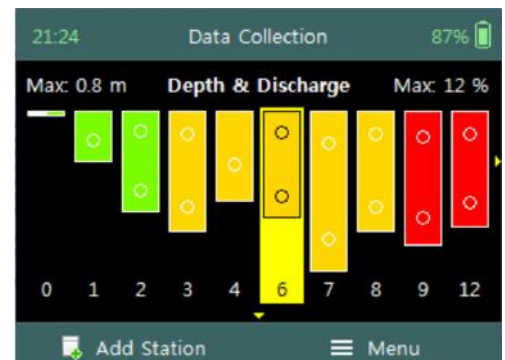 21:24 Data Collection 87%
Max: 0.8 m Depth & Discharge Max: 12 %
0 1 2 3 4 6 7 8 9 12
Add Station Menu